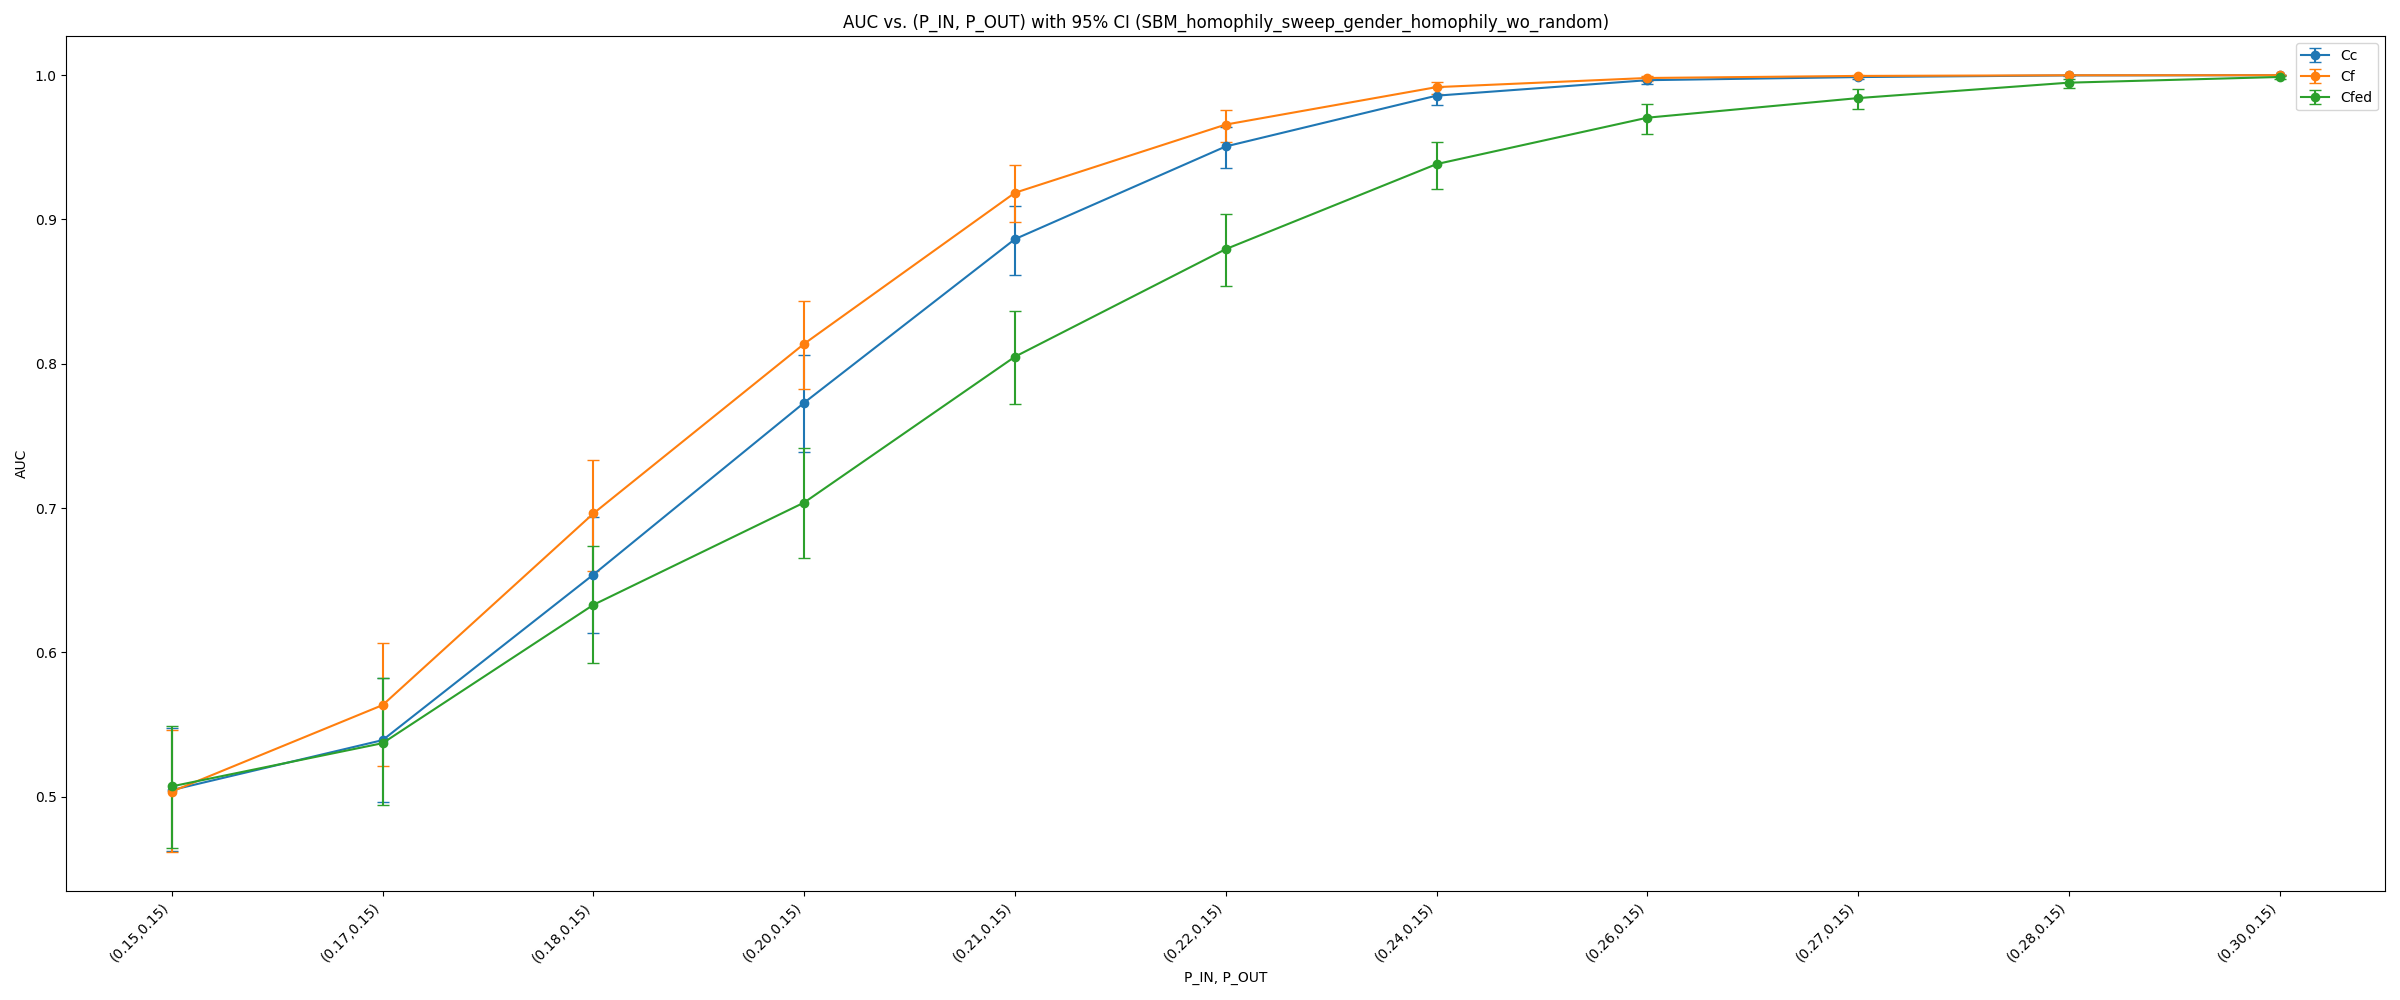 AUC vs. (P_IN, P_OUT) with 95% CI (SBM_homophily_sweep_gender_homophily_wo_random)
Cc
Cf
Cfed
AUC
1.0
0.9
0.8
0.7
0.6
0.5
(0.15,0.15)
(0.17,0.15)
(0.18,0.15)
(0.20,0.15)
(0.21,0.15)
(0.22,0.15)
(0.24,0.15)
(0.26,0.15)
(0.27,0.15)
(0.28,0.15)
(0.30,0.15)
P_IN, P_OUT